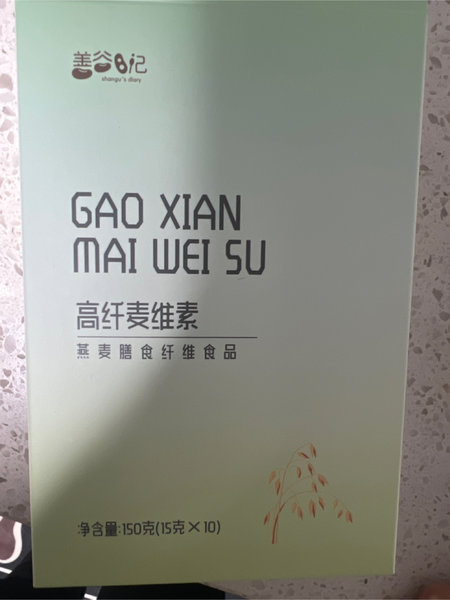 善谷日记
shangu's diary
GAO XIAN
MAI WEI SU
高纤麦维素
燕麦膳食纤维食品
净含量:150克(15克×10)